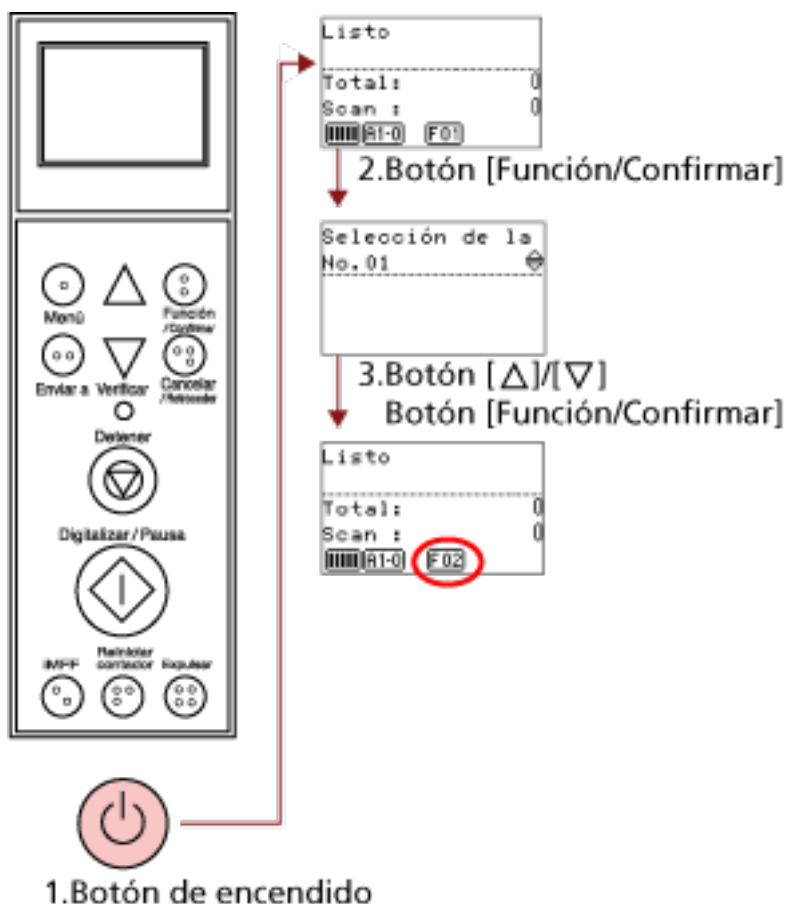 Listo
Total: 0
Scan : 0
A1-0 F01
2.Botón [Función/Confirmar]
Selección de la
No.01
3.Botón [△]/[▽]
Botón [Función/Confirmar]
Listo
Total: 0
Scan : 0
A1-0 F02
Menú
Función
/Confirmar
Enviar a Verificar Cancelar
/Retroceder
Detener
Digitalizar / Pausa
iMFF
Reiniciar
contador Expulsar
1.Botón de encendido